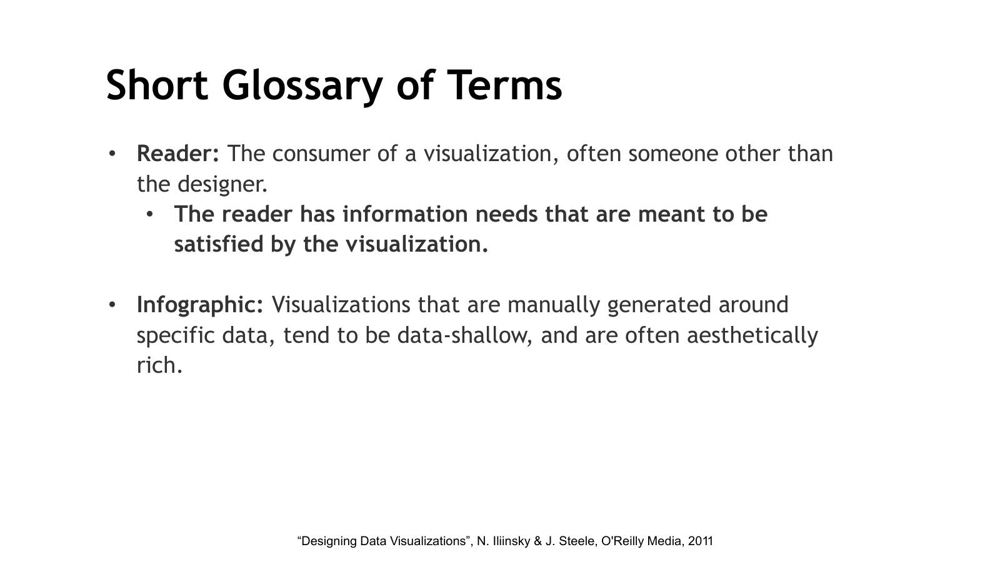 Short Glossary of Terms
• Reader: The consumer of a visualization, often someone other than
the designer.
• The reader has information needs that are meant to be
satisfied by the visualization.
• Infographic: Visualizations that are manually generated around
specific data, tend to be data-shallow, and are often aesthetically
rich.
“Designing Data Visualizations”, N. Iliinsky & J. Steele, O'Reilly Media, 2011